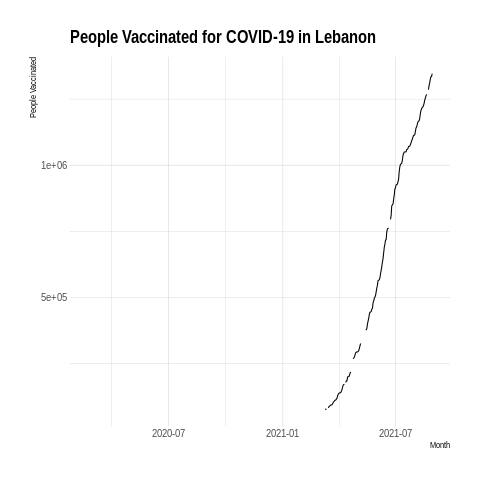 People Vaccinated for COVID-19 in Lebanon
People Vaccinated
1e+06
5e+05
2020-07
2021-01
2021-07
Month